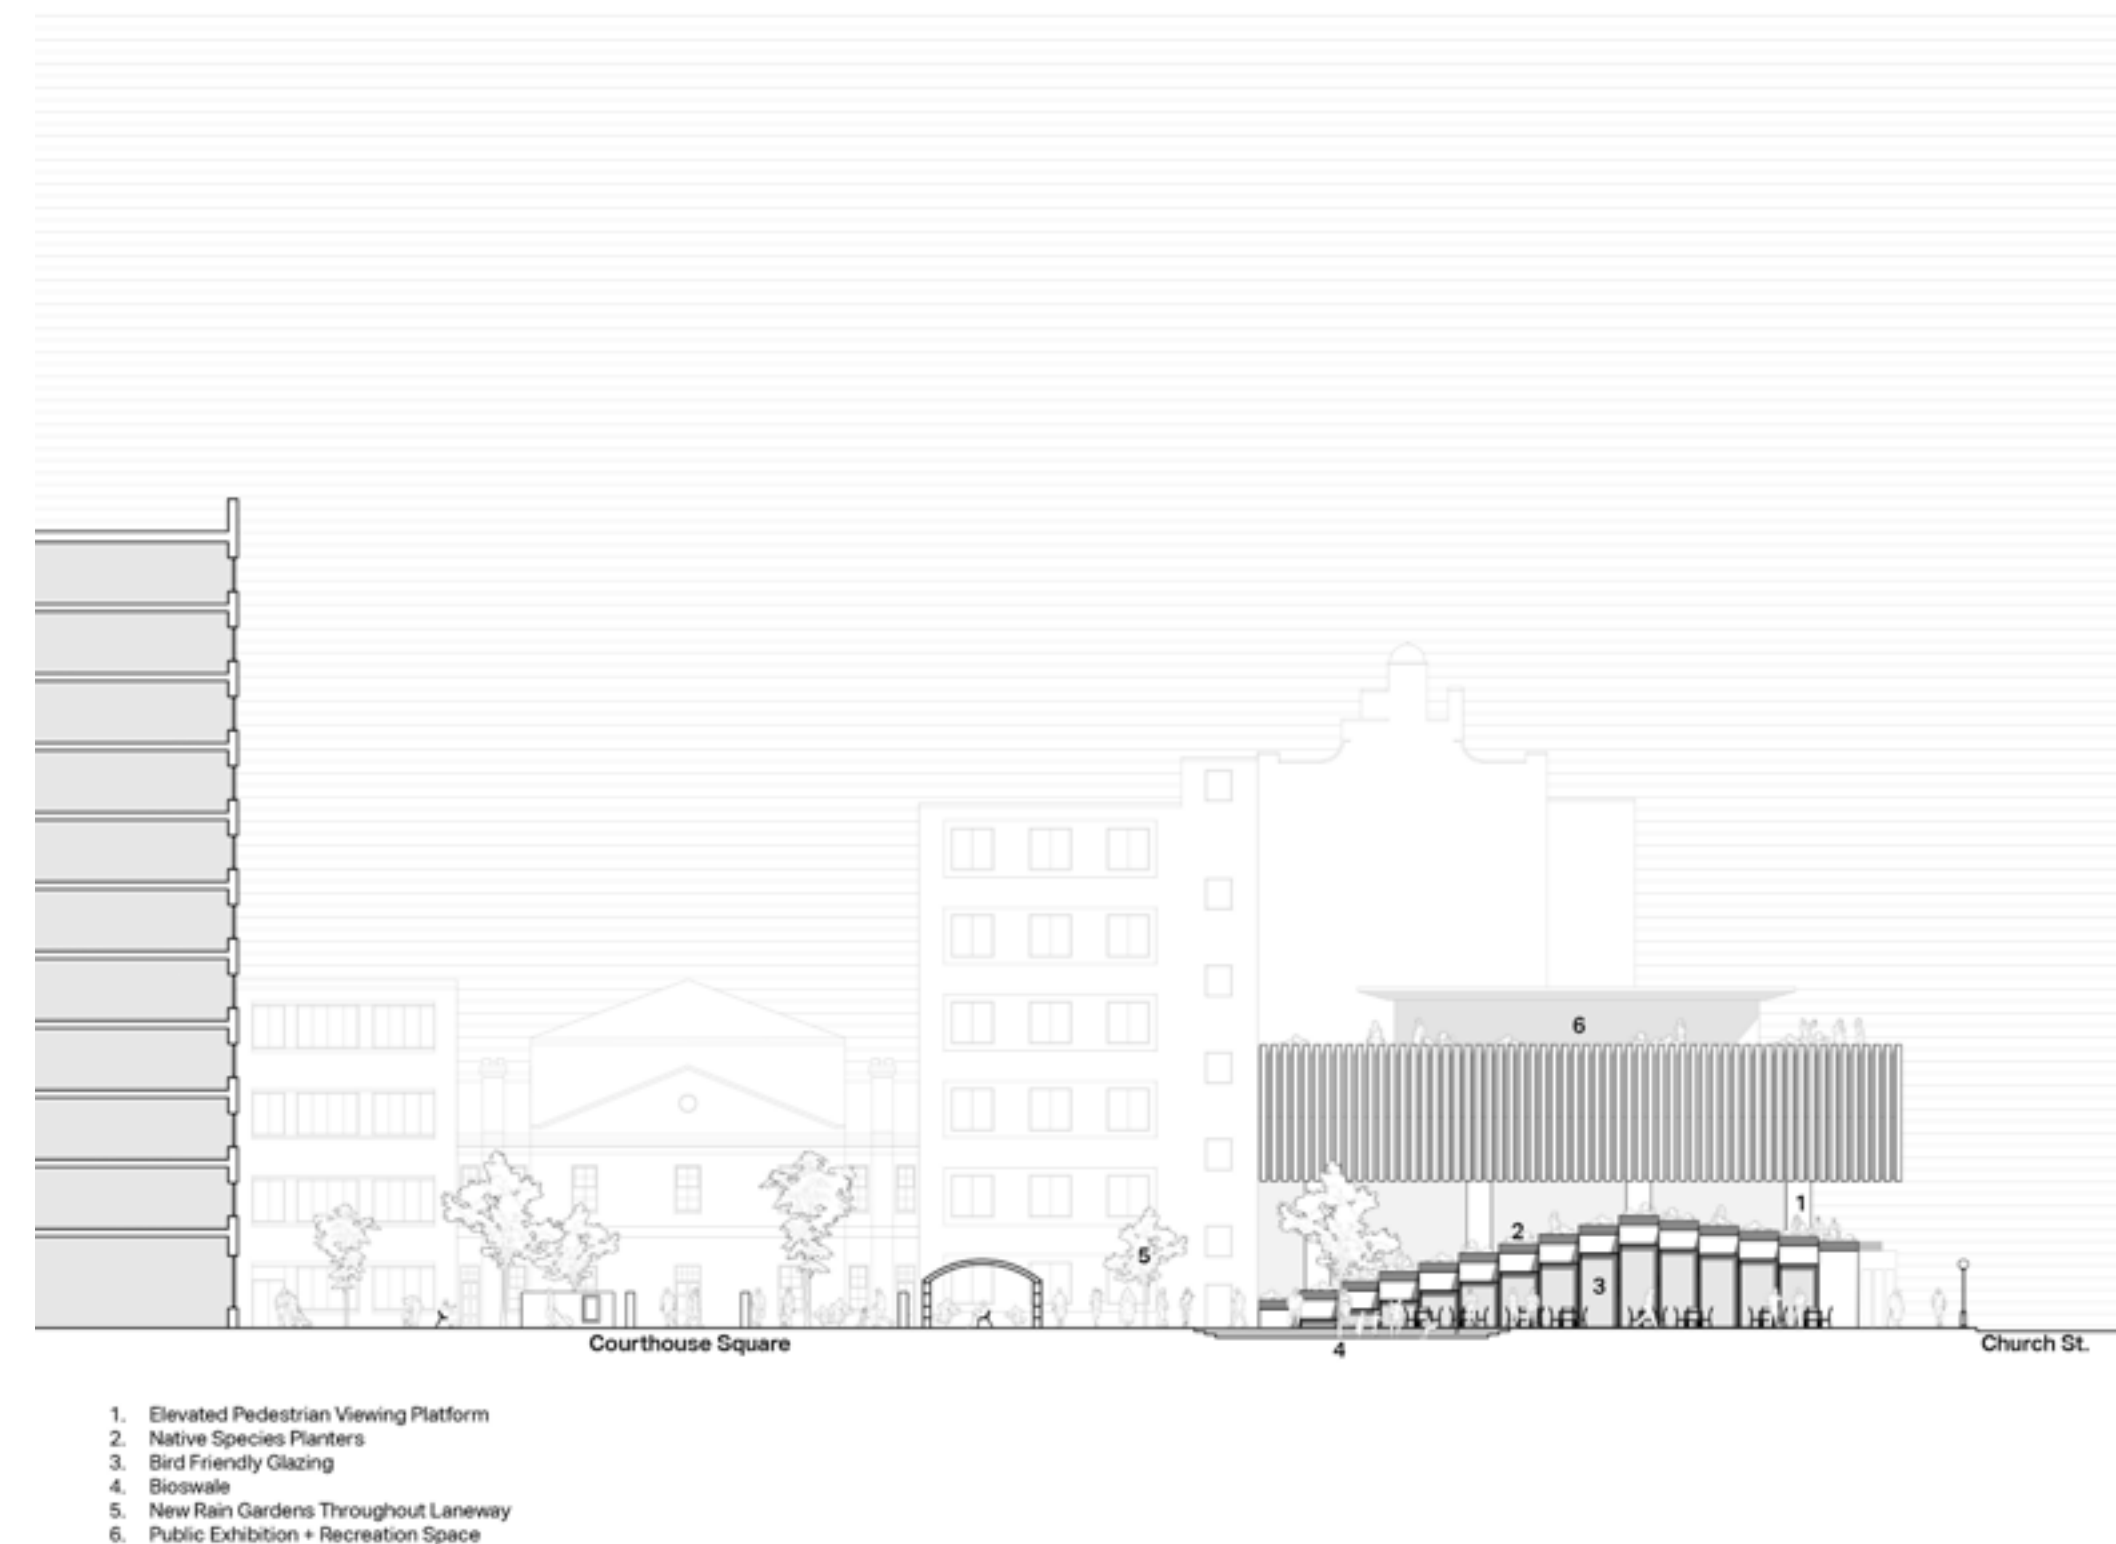 6
1
2
5
3
Courthouse Square
4
Church St.
1. Elevated Pedestrian Viewing Platform
2. Native Species Planters
3. Bird Friendly Glazing
4. Bioswale
5. New Rain Gardens Throughout Laneway
6. Public Exhibition + Recreation Space